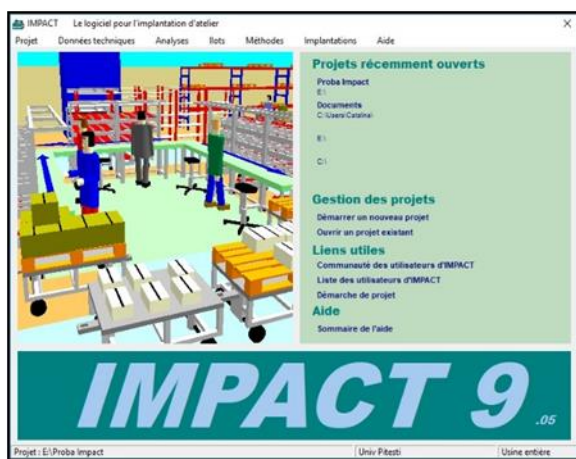 IMPACT Le logiciel pour l'implantation d'atelier
Projet Données techniques Analyses Ilots Méthodes Implantations Aide
Projets récemment ouverts
Proba Impact
E:\
Documents
C:\Users\Catalina\
E:\
C:\
Gestion des projets
Démarrer un nouveau projet
Ouvrir un projet existant
Liens utiles
Communauté des utilisateurs d'IMPACT
Liste des utilisateurs d'IMPACT
Démarche de projet
Aide
Sommaire de l'aide
IMPACT 9 .05
Projet : E:\Proba Impact Univ Pitesti Usine entière